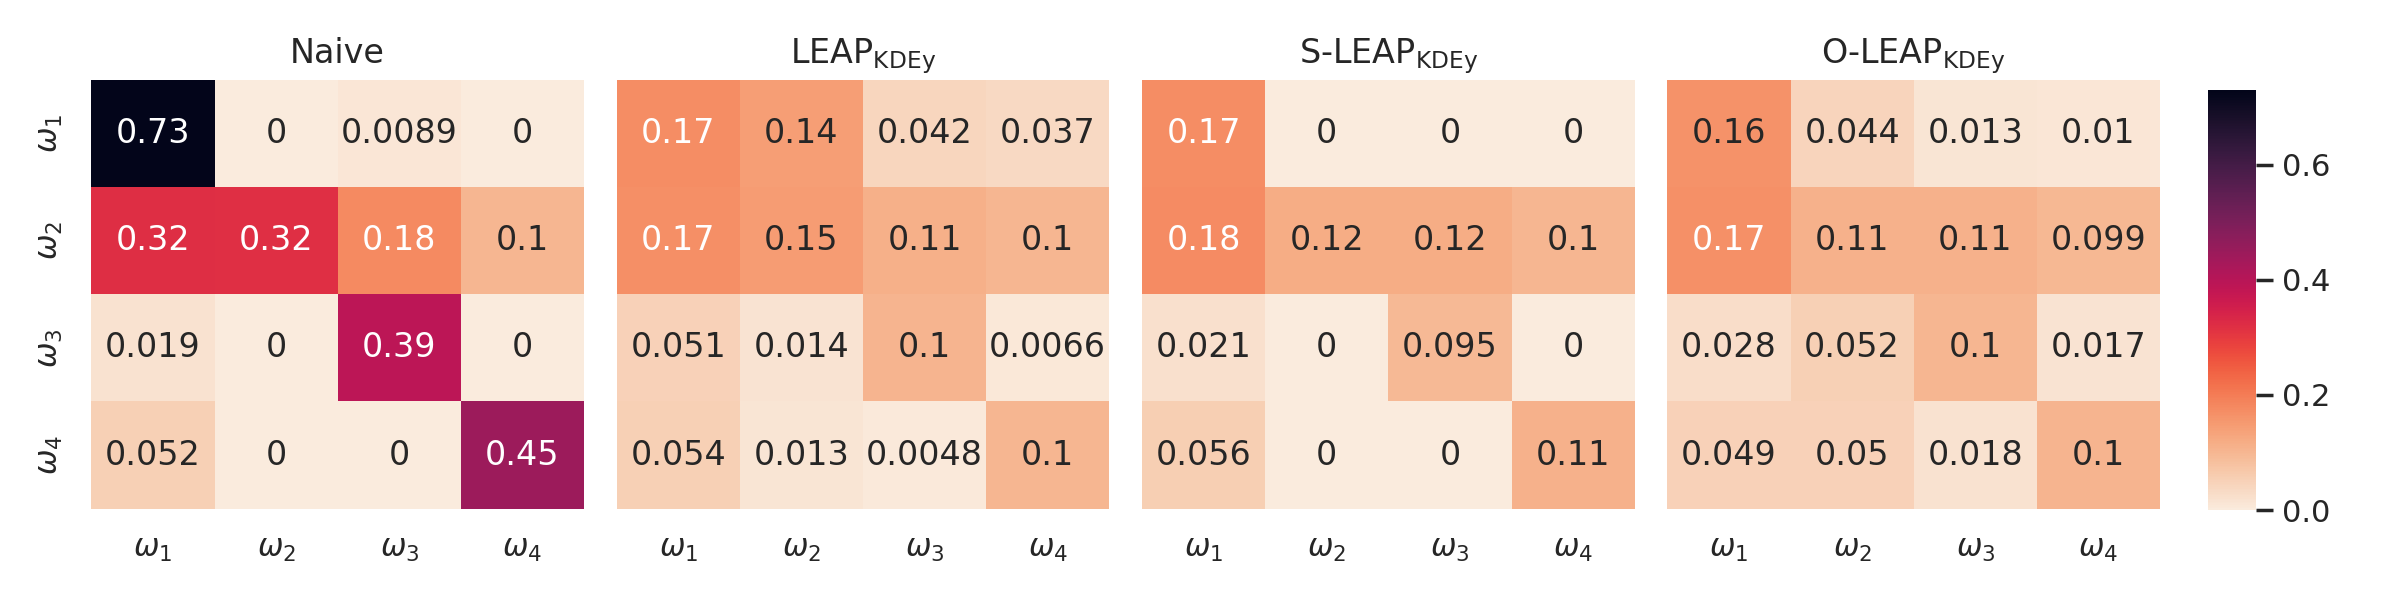 Naive LEAP_KDEy S-LEAP_KDEy O-LEAP_KDEy
ω₁ 0.73 0 0.0089 0 0.17 0.14 0.042 0.037 0.17 0 0 0 0.16 0.044 0.013 0.01
0.6
ω₂ 0.32 0.32 0.18 0.1 0.17 0.15 0.11 0.1 0.18 0.12 0.12 0.1 0.17 0.11 0.11 0.099
0.4
ω₃ 0.019 0 0.39 0 0.051 0.014 0.1 0.0066 0.021 0 0.095 0 0.028 0.052 0.1 0.017
0.2
ω₄ 0.052 0 0 0.45 0.054 0.013 0.0048 0.1 0.056 0 0 0.11 0.049 0.05 0.018 0.1
0.0
ω₁ ω₂ ω₃ ω₄ ω₁ ω₂ ω₃ ω₄ ω₁ ω₂ ω₃ ω₄ ω₁ ω₂ ω₃ ω₄